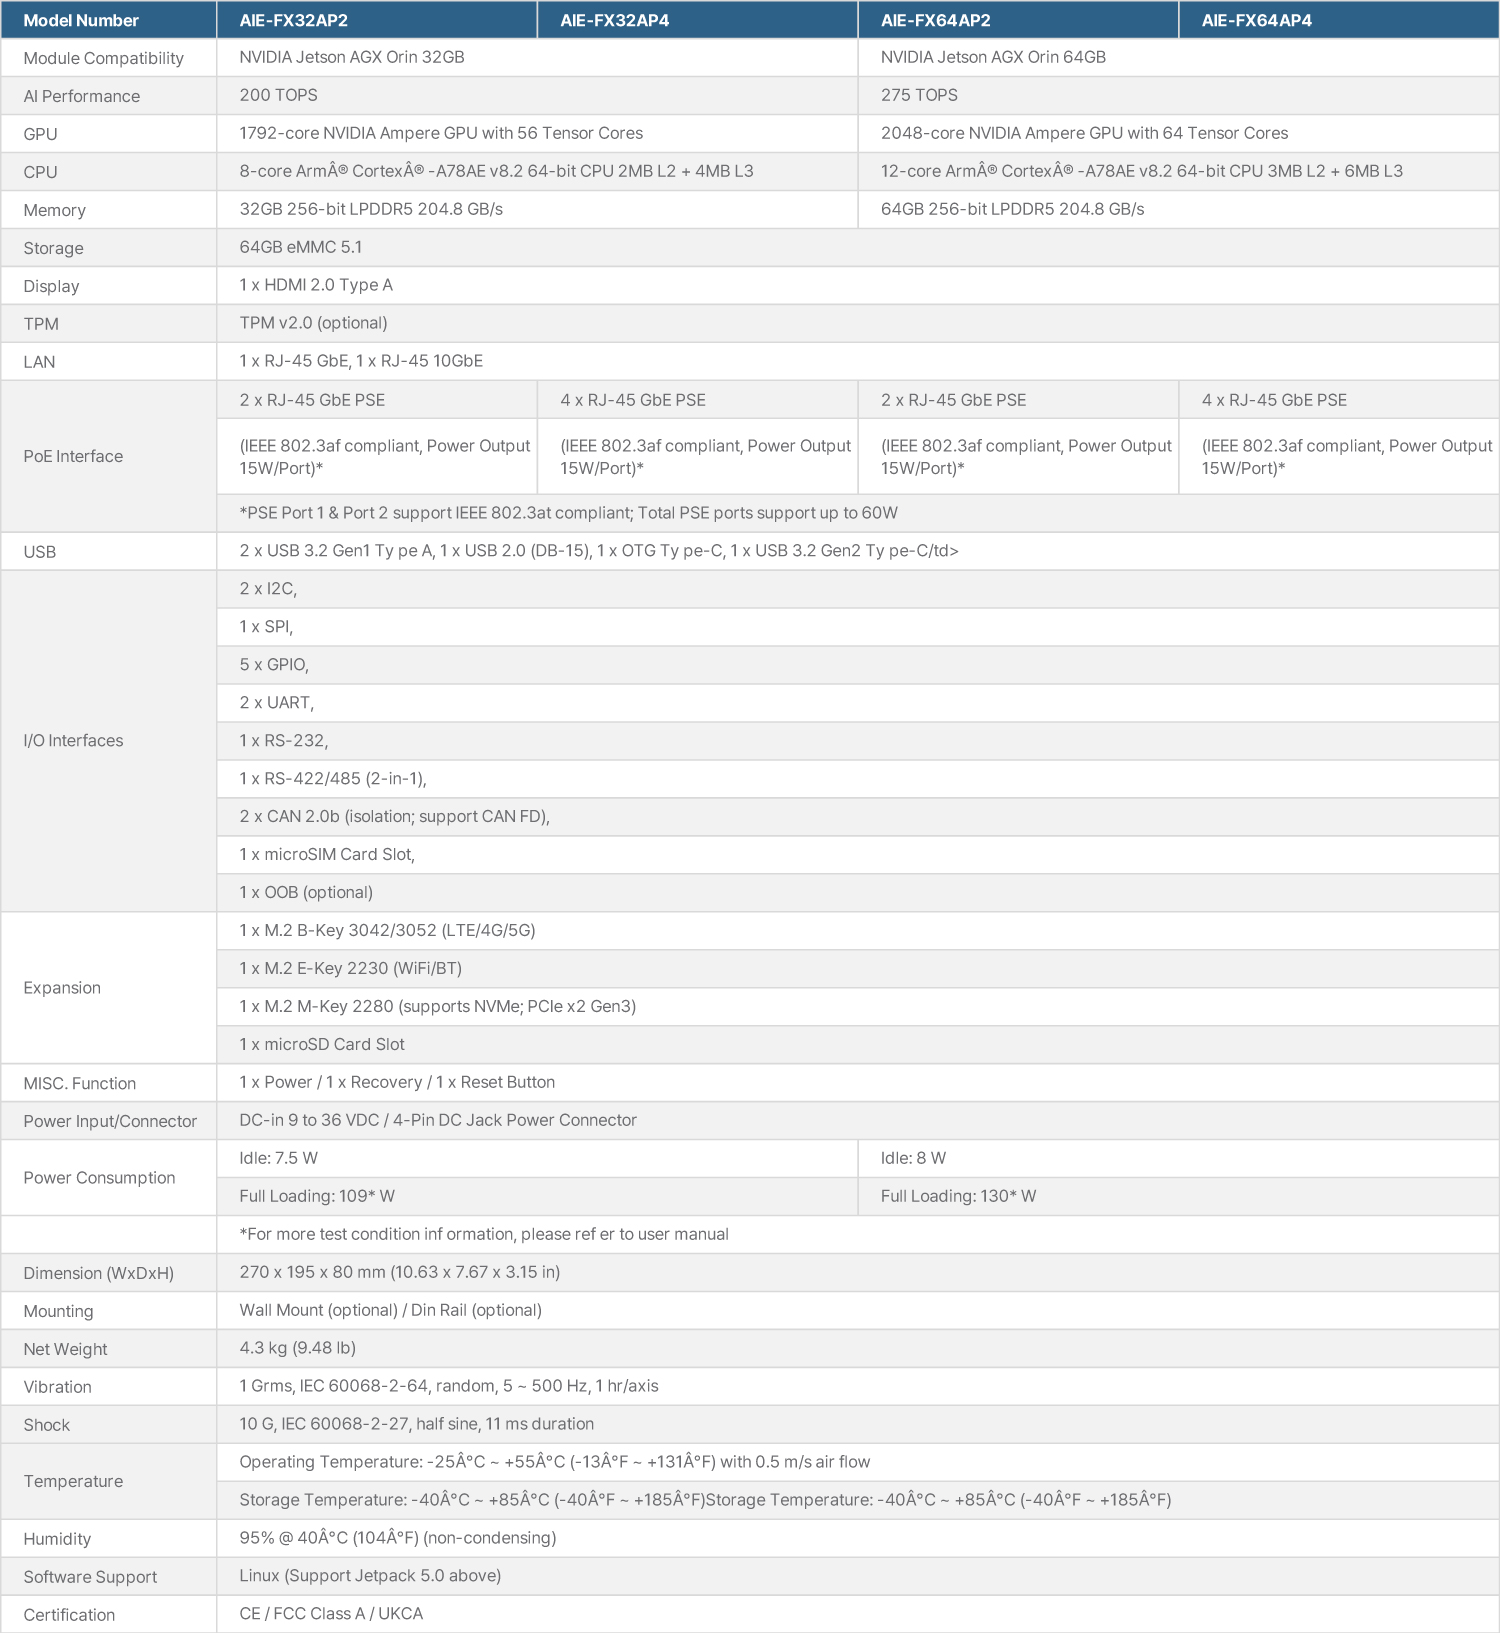 Model Number AIE-FX32AP2 AIE-FX32AP4 AIE-FX64AP2 AIE-FX64AP4
Module Compatibility NVIDIA Jetson AGX Orin 32GB NVIDIA Jetson AGX Orin 64GB
AI Performance 200 TOPS 275 TOPS
GPU 1792-core NVIDIA Ampere GPU with 56 Tensor Cores 2048-core NVIDIA Ampere GPU with 64 Tensor Cores
CPU 8-core ArmÂ® CortexÂ® -A78AE v8.2 64-bit CPU 2MB L2 + 4MB L3 12-core ArmÂ® CortexÂ® -A78AE v8.2 64-bit CPU 3MB L2 + 6MB L3
Memory 32GB 256-bit LPDDR5 204.8 GB/s 64GB 256-bit LPDDR5 204.8 GB/s
Storage 64GB eMMC 5.1
Display 1 x HDMI 2.0 Type A
TPM TPM v2.0 (optional)
LAN 1 x RJ-45 GbE, 1 x RJ-45 10GbE
PoE Interface
2 x RJ-45 GbE PSE 4 x RJ-45 GbE PSE 2 x RJ-45 GbE PSE 4 x RJ-45 GbE PSE
(IEEE 802.3af compliant, Power Output (IEEE 802.3af compliant, Power Output (IEEE 802.3af compliant, Power Output (IEEE 802.3af compliant, Power Output
15W/Port)* 15W/Port)* 15W/Port)* 15W/Port)*
*PSE Port 1 & Port 2 support IEEE 802.3at compliant; Total PSE ports support up to 60W
USB 2 x USB 3.2 Gen1 Ty pe A, 1 x USB 2.0 (DB-15), 1 x OTG Ty pe-C, 1 x USB 3.2 Gen2 Ty pe-C/td>
I/O Interfaces
2 x I2C,
1 x SPI,
5 x GPIO,
2 x UART,
1 x RS-232,
1 x RS-422/485 (2-in-1),
2 x CAN 2.0b (isolation; support CAN FD),
1 x microSIM Card Slot,
1 x OOB (optional)
Expansion
1 x M.2 B-Key 3042/3052 (LTE/4G/5G)
1 x M.2 E-Key 2230 (WiFi/BT)
1 x M.2 M-Key 2280 (supports NVMe; PCIe x2 Gen3)
1 x microSD Card Slot
MISC. Function 1 x Power / 1 x Recovery / 1 x Reset Button
Power Input/Connector DC-in 9 to 36 VDC / 4-Pin DC Jack Power Connector
Power Consumption
Idle: 7.5 W Idle: 8 W
Full Loading: 109* W Full Loading: 130* W
*For more test condition inf ormation, please ref er to user manual
Dimension (WxDxH) 270 x 195 x 80 mm (10.63 x 7.67 x 3.15 in)
Mounting Wall Mount (optional) / Din Rail (optional)
Net Weight 4.3 kg (9.48 lb)
Vibration 1 Grms, IEC 60068-2-64, random, 5 ~ 500 Hz, 1 hr/axis
Shock 10 G, IEC 60068-2-27, half sine, 11 ms duration
Temperature
Operating Temperature: -25Â°C ~ +55Â°C (-13Â°F ~ +131Â°F) with 0.5 m/s air flow
Storage Temperature: -40Â°C ~ +85Â°C (-40Â°F ~ +185Â°F)Storage Temperature: -40Â°C ~ +85Â°C (-40Â°F ~ +185Â°F)
Humidity 95% @ 40Â°C (104Â°F) (non-condensing)
Software Support Linux (Support Jetpack 5.0 above)
Certification CE / FCC Class A / UKCA